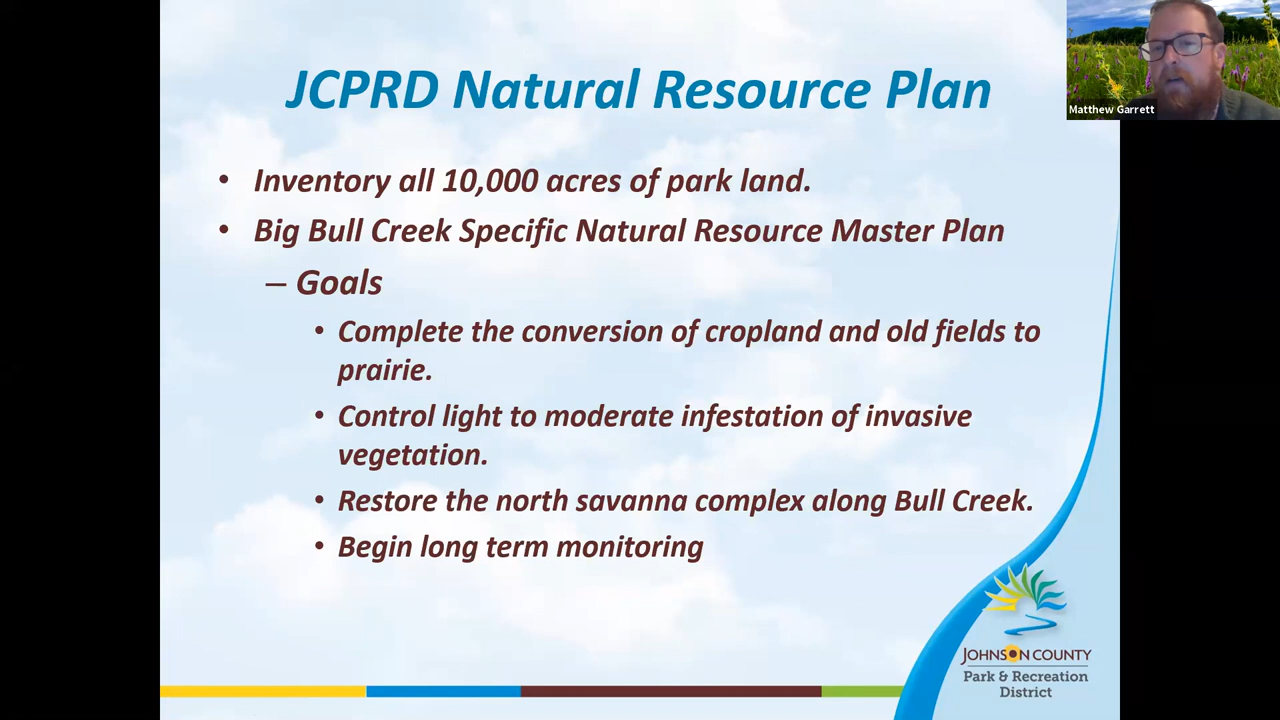 JCPRD Natural Resource Plan
Matthew Garrett
• Inventory all 10,000 acres of park land.
• Big Bull Creek Specific Natural Resource Master Plan
– Goals
• Complete the conversion of cropland and old fields to
prairie.
• Control light to moderate infestation of invasive
vegetation.
• Restore the north savanna complex along Bull Creek.
• Begin long term monitoring
JOHNSON COUNTY
Park & Recreation
District